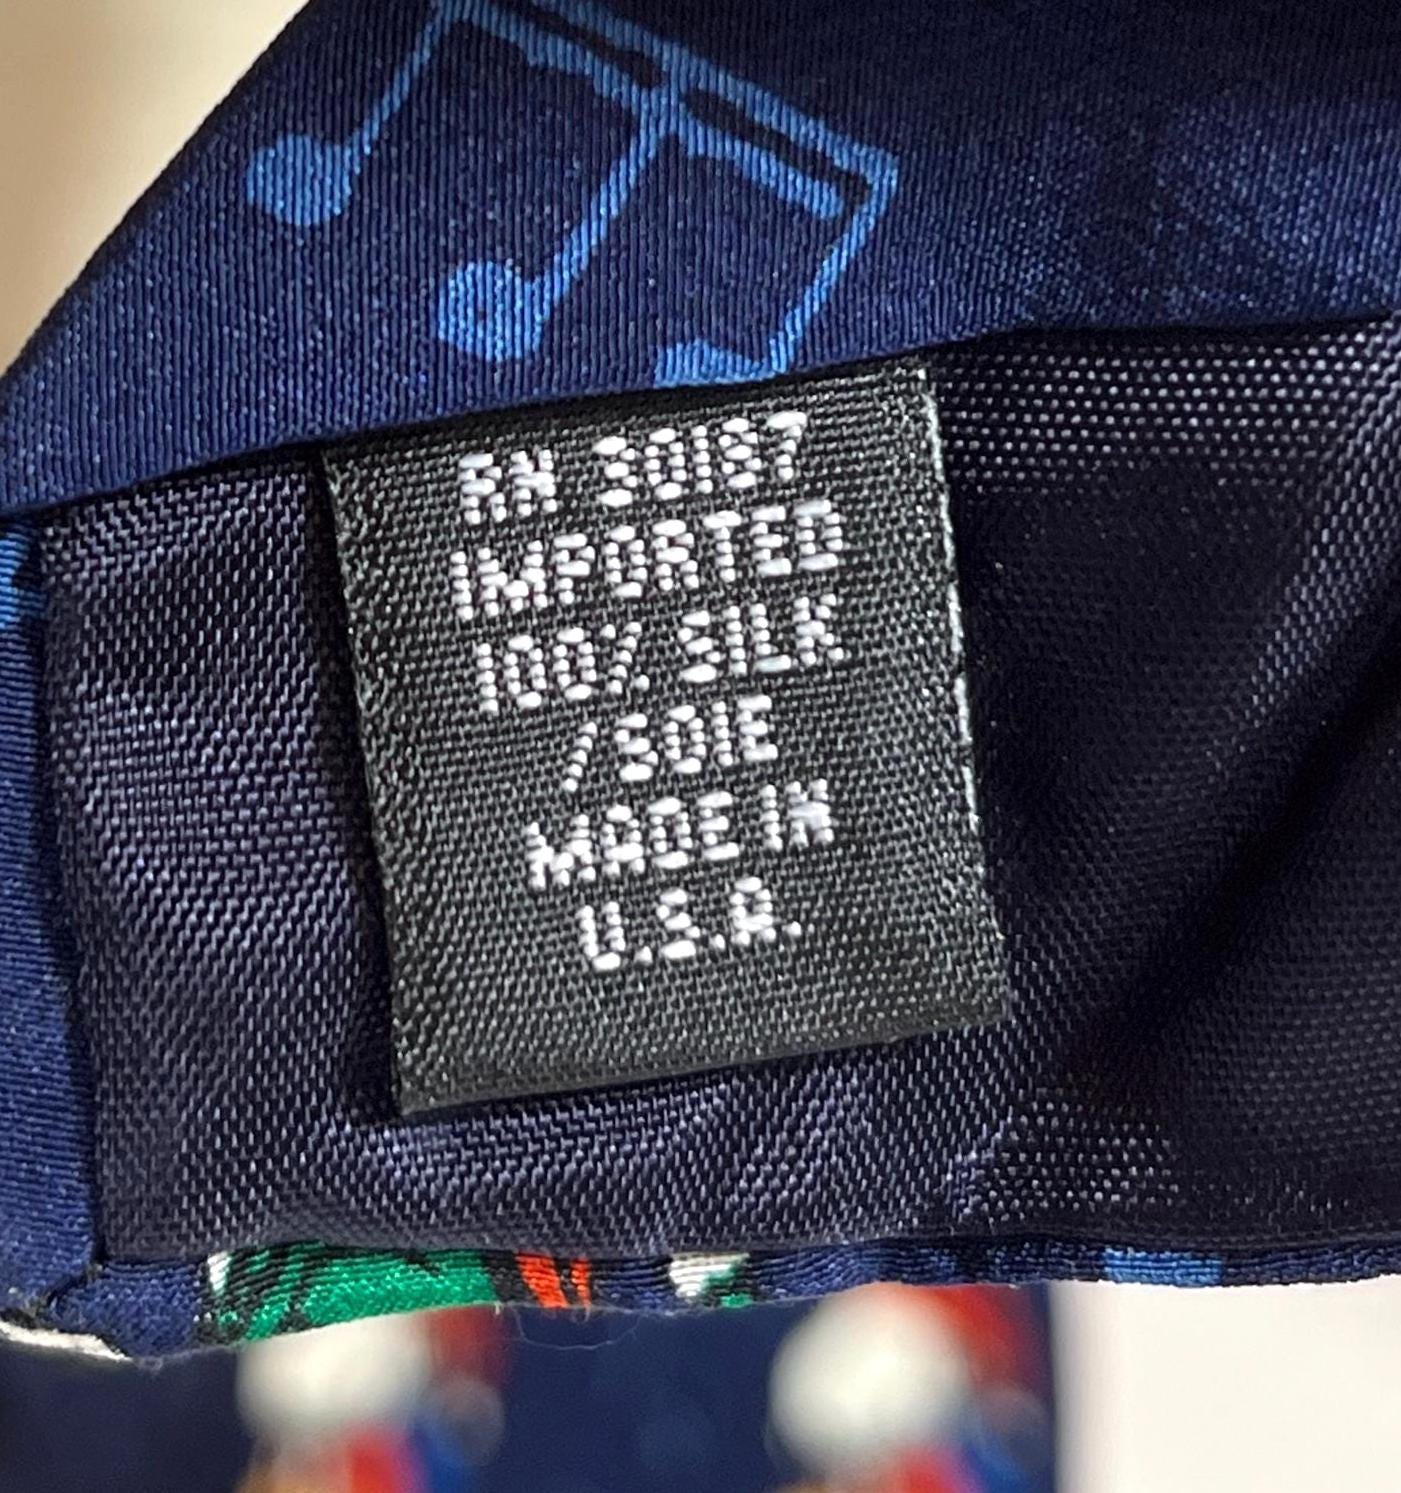 RN 30187
IMPORTED
100% SILK
/SOIE
MADE IN
U.S.A.